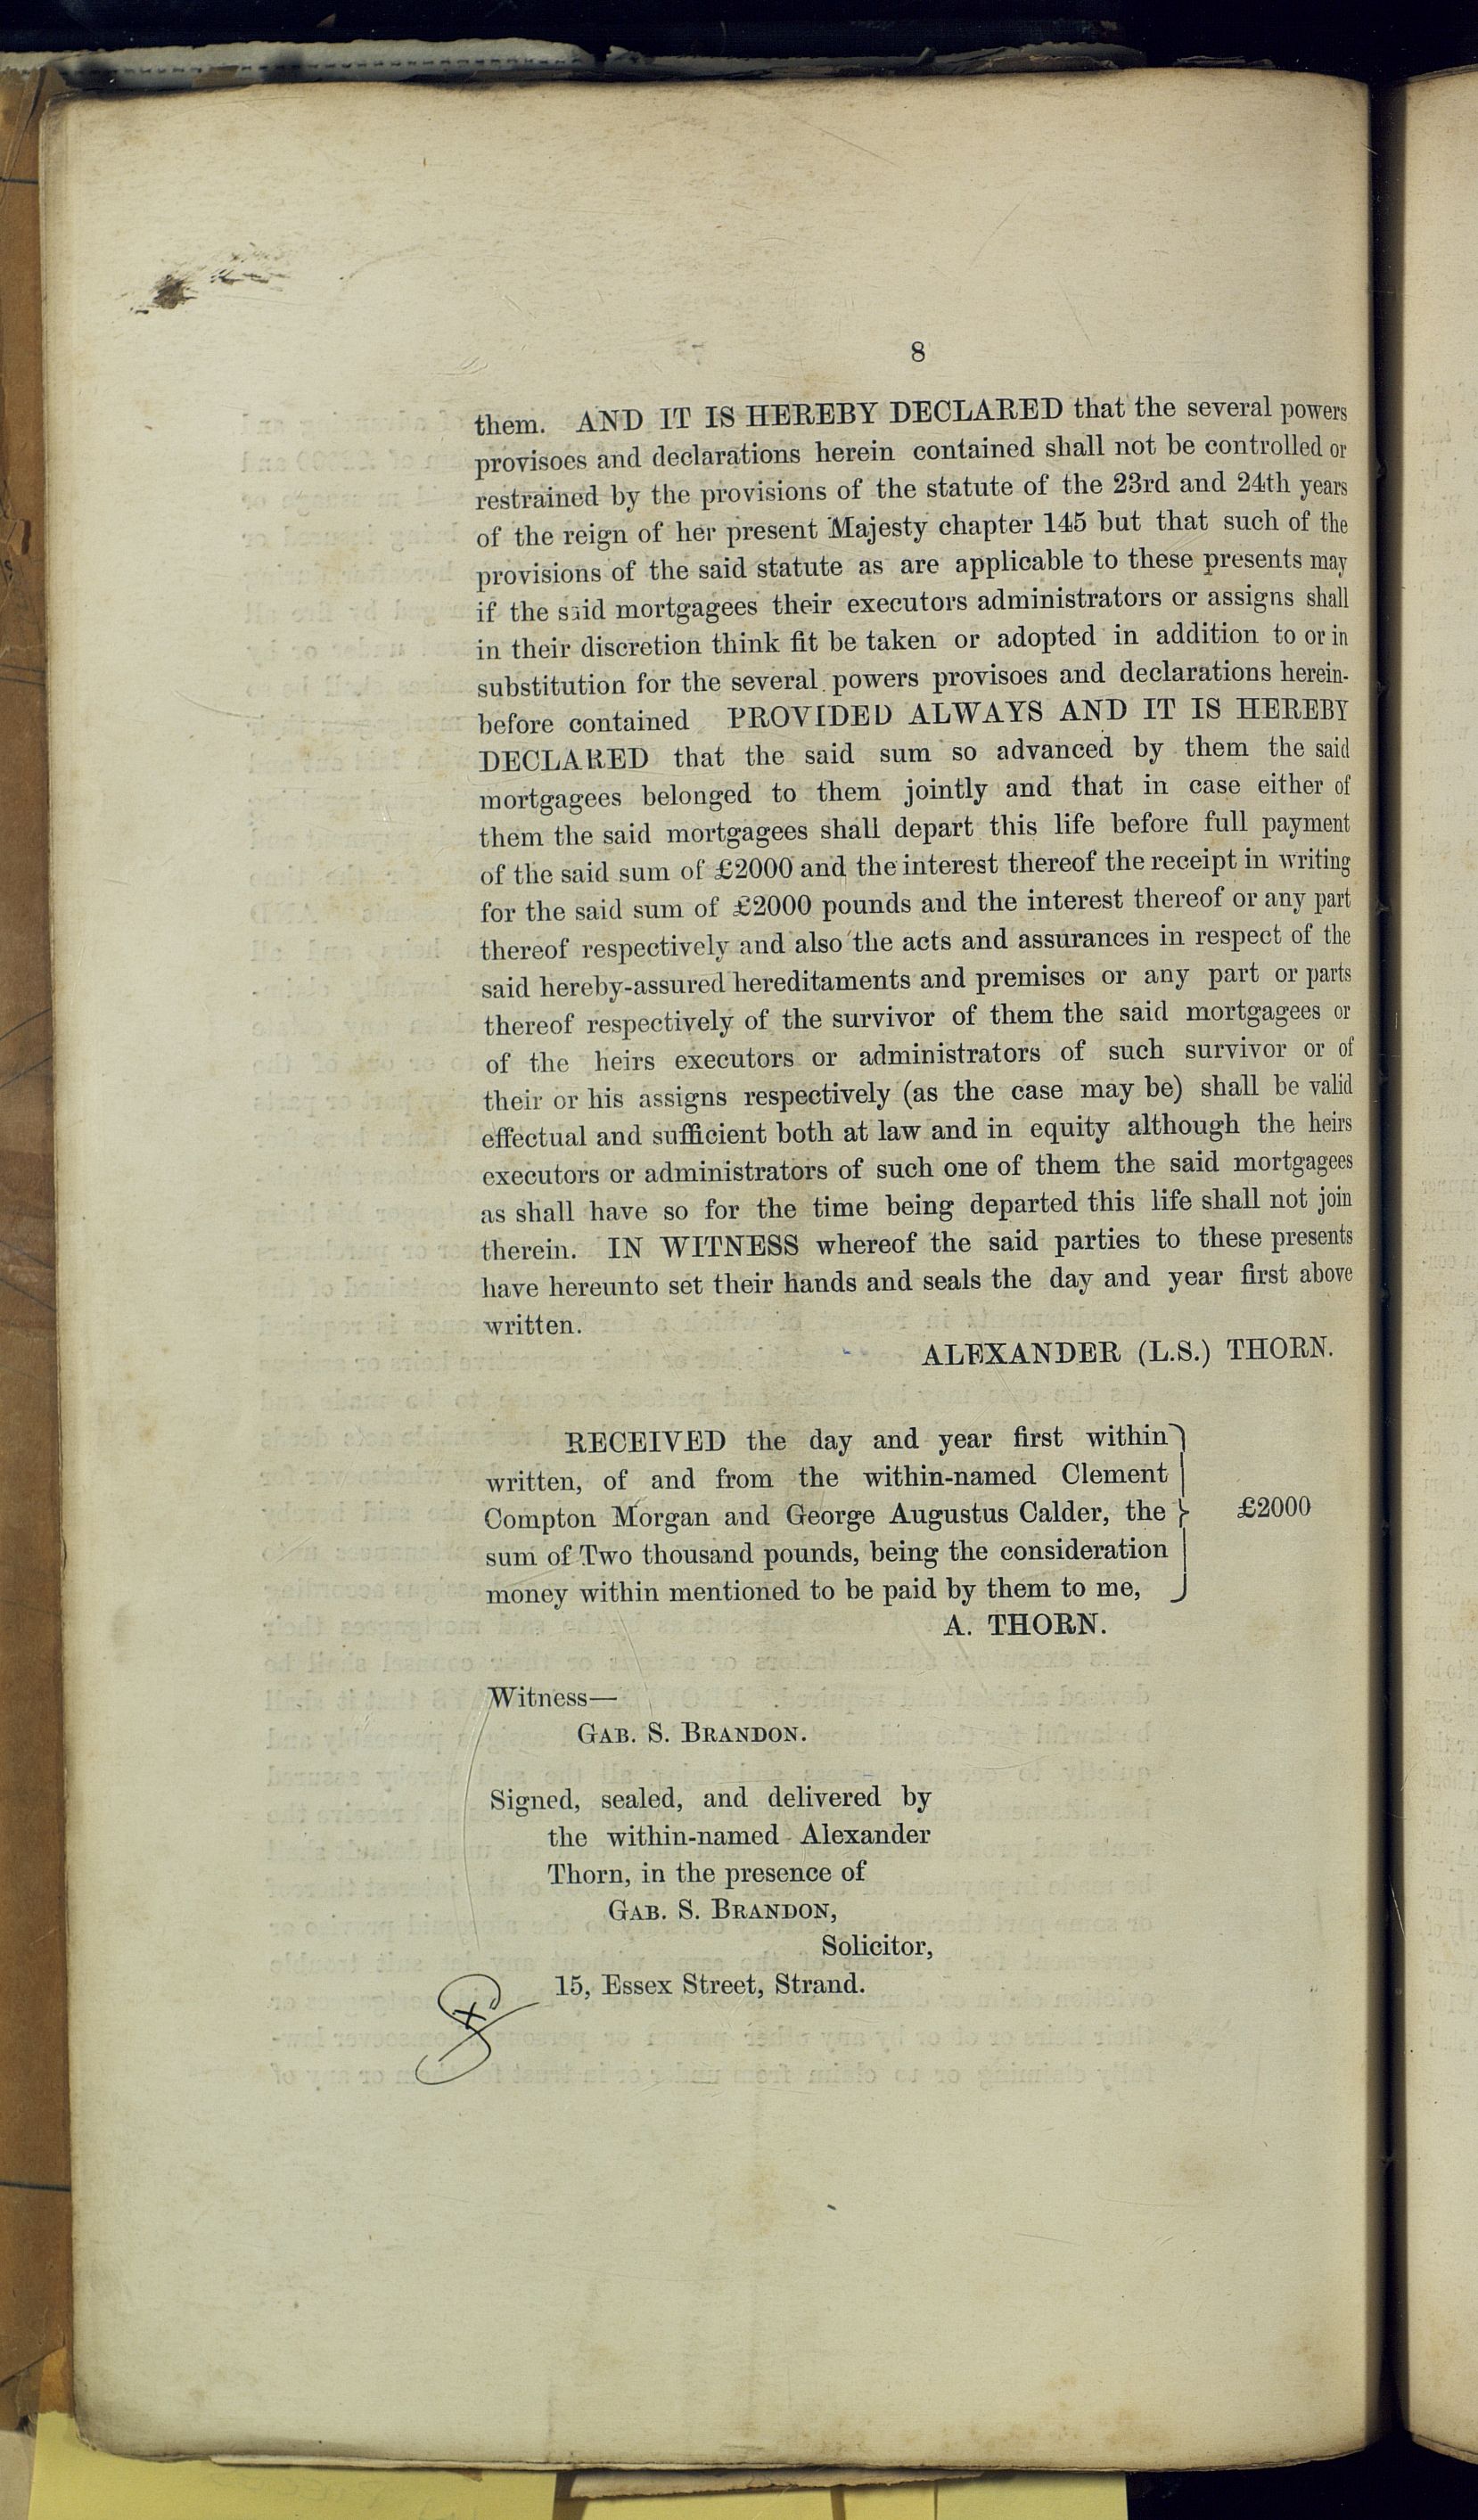 8
them. AND IT IS HEREBY DECLARED that the several powers
provisoes and declarations herein contained shall not be controlled or
restrained by the provisions of the statute of the 23rd and 24th years
of the reign of her present Majesty chapter 145 but that such of the
provisions of the said statute as are applicable to these presents may
if the said mortgagees their executors administrators or assigns shall
in their discretion think fit be taken or adopted in addition to or in
substitution for the several powers provisoes and declarations herein-
before contained PROVIDED ALWAYS AND IT IS HEREBY
DECLARED that the said sum so advanced by them the said
mortgagees belonged to them jointly and that in case either of
them the said mortgagees shall depart this life before full payment
of the said sum of £2000 and the interest thereof the receipt in writing
for the said sum of £2000 pounds and the interest thereof or any part
thereof respectively and also the acts and assurances in respect of the
said hereby-assured hereditaments and premises or any part or parts
thereof respectively of the survivor of them the said mortgagees or
of the heirs executors or administrators of such survivor or of
their or his assigns respectively (as the case may be) shall be valid
effectual and sufficient both at law and in equity although the heirs
executors or administrators of such one of them the said mortgagees
as shall have so for the time being departed this life shall not join
therein. IN WITNESS whereof the said parties to these presents
have hereunto set their hands and seals the day and year first above
written.
ALEXANDER (L.S.) THORN.
RECEIVED the day and year first within
written, of and from the within-named Clement
Compton Morgan and George Augustus Calder, the } £2000
sum of Two thousand pounds, being the consideration
money within mentioned to be paid by them to me,
A. THORN.
Witness—
GAB. S. BRANDON.
Signed, sealed, and delivered by
the within-named Alexander
Thorn, in the presence of
GAB. S. BRANDON,
Solicitor,
15, Essex Street, Strand.